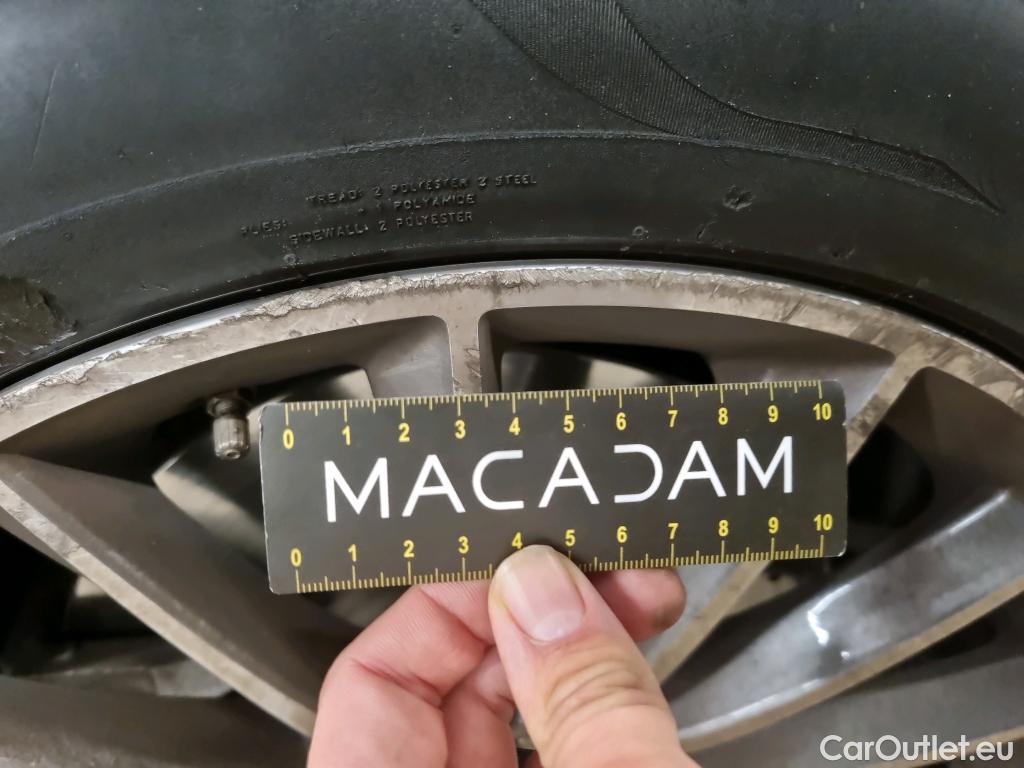 TREAD: 2 POLYESTER 2 STEEL
+ 1 POLYAMIDE
PLIES:
SIDEWALL: 2 POLYESTER
0 1 2 3 4 5 6 7 8 9 10
MACADAM
0 1 2 3 4 5 6 7 8 9 10
CarOutlet.eu